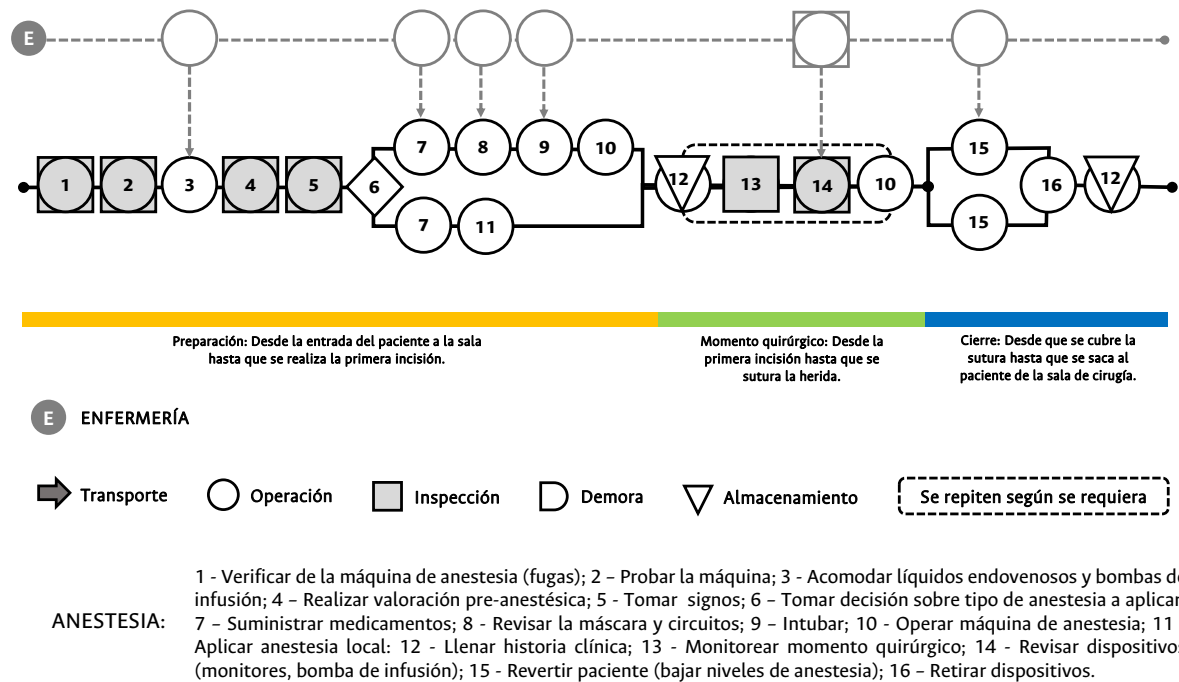 E
7 8 9 10 15
1 2 3 4 5 6 12 13 14 10 16 12
7 11 15
Preparación: Desde la entrada del paciente a la sala
hasta que se realiza la primera incisión.
Momento quirúrgico: Desde la
primera incisión hasta que se
sutura la herida.
Cierre: Desde que se cubre la
sutura hasta que se saca al
paciente de la sala de cirugía.
E ENFERMERÍA
Transporte Operación Inspección Demora Almacenamiento Se repiten según se requiera
ANESTESIA:
1 - Verificar de la máquina de anestesia (fugas); 2 – Probar la máquina; 3 - Acomodar líquidos endovenosos y bombas de
infusión; 4 – Realizar valoración pre-anestésica; 5 - Tomar signos; 6 – Tomar decisión sobre tipo de anestesia a aplicar
7 – Suministrar medicamentos; 8 - Revisar la máscara y circuitos; 9 – Intubar; 10 - Operar máquina de anestesia; 11
Aplicar anestesia local: 12 - Llenar historia clínica; 13 - Monitorear momento quirúrgico; 14 - Revisar dispositivos
(monitores, bomba de infusión); 15 - Revertir paciente (bajar niveles de anestesia); 16 – Retirar dispositivos.